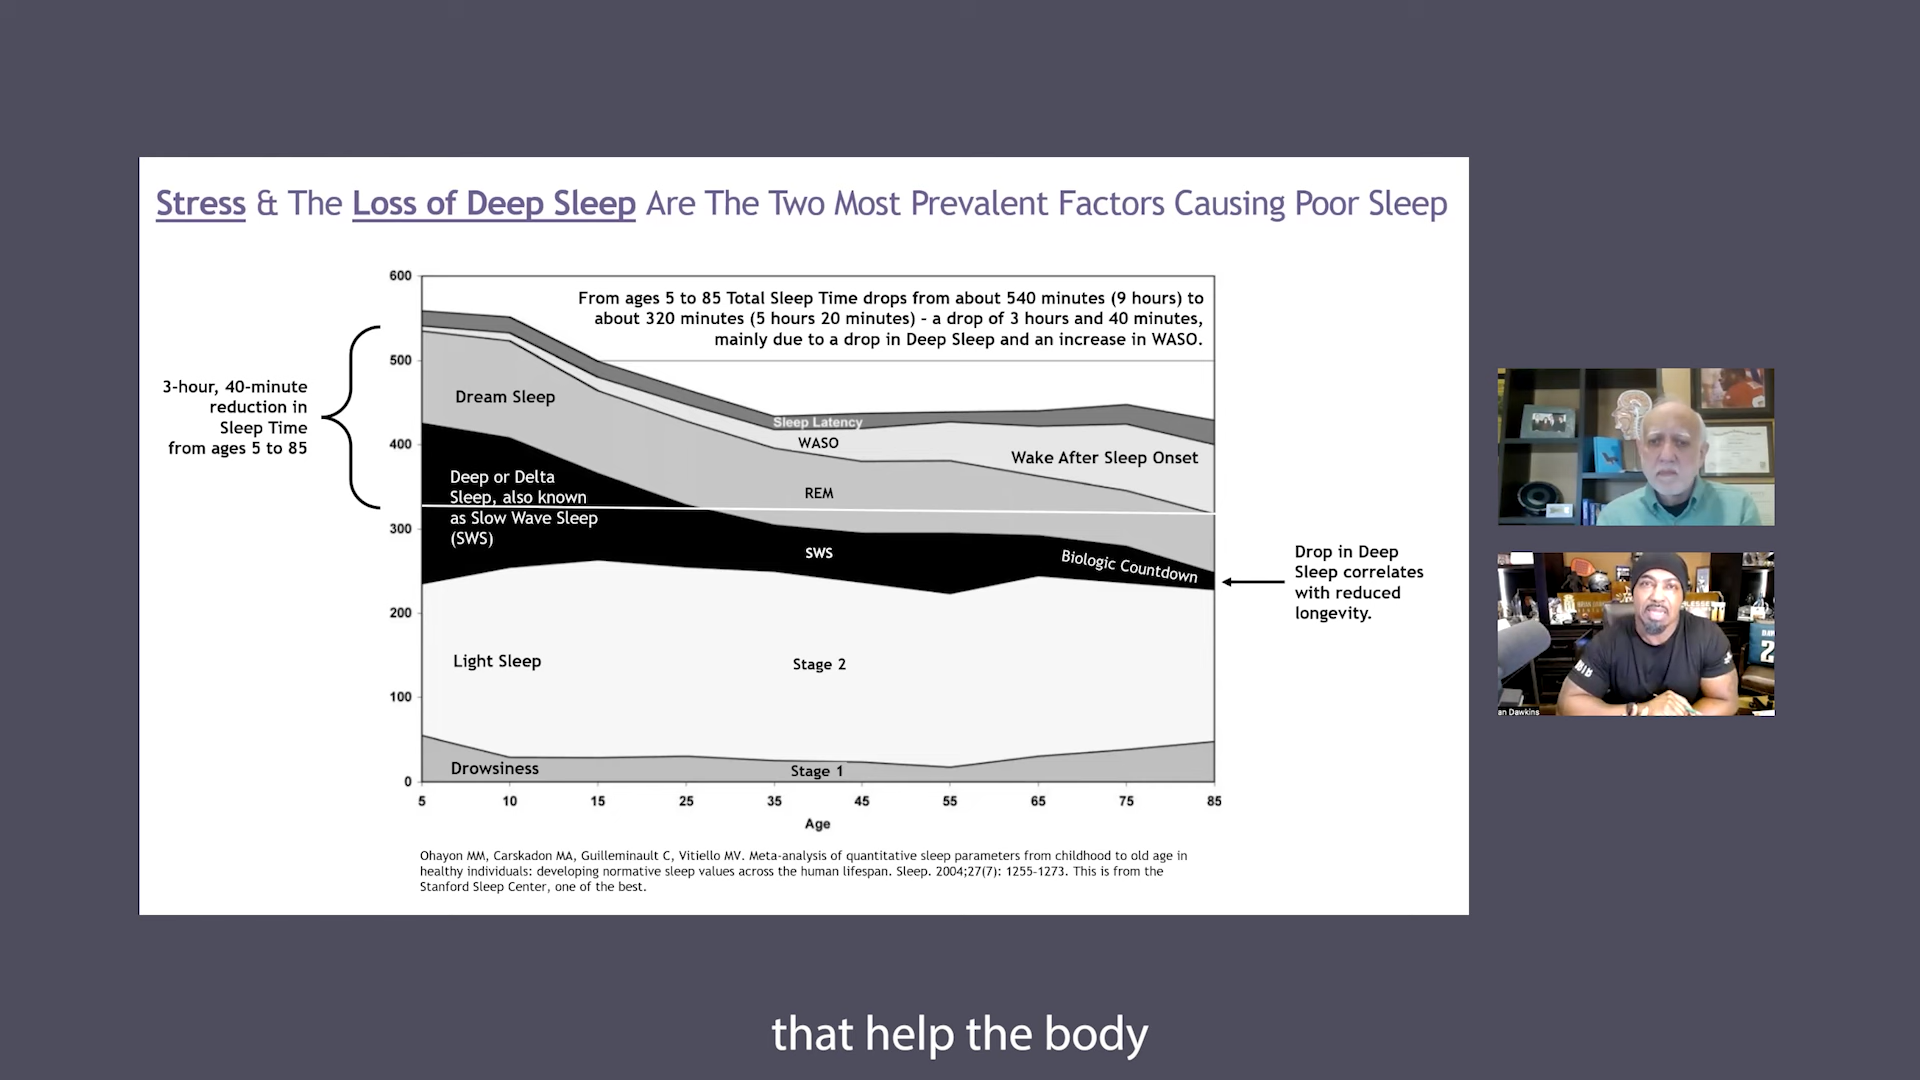 Stress & The Loss of Deep Sleep Are The Two Most Prevalent Factors Causing Poor Sleep
600
500
400
300
200
100
0
From ages 5 to 85 Total Sleep Time drops from about 540 minutes (9 hours) to
about 320 minutes (5 hours 20 minutes) - a drop of 3 hours and 40 minutes,
mainly due to a drop in Deep Sleep and an increase in WASO.
3-hour, 40-minute
reduction in
Sleep Time
from ages 5 to 85
Dream Sleep
Sleep Latency
WASO
Wake After Sleep Onset
REM
Deep or Delta
Sleep, also known
as Slow Wave Sleep
(SWS)
SWS
Biologic Countdown
Drop in Deep
Sleep correlates
with reduced
longevity.
Light Sleep
Stage 2
Drowsiness
Stage 1
5 10 15 25 35 45 55 65 75 85
Age
Ohayon MM, Carskadon MA, Guilleminault C, Vitiello MV. Meta-analysis of quantitative sleep parameters from childhood to old age in
healthy individuals: developing normative sleep values across the human lifespan. Sleep. 2004;27(7): 1255-1273. This is from the
Stanford Sleep Center, one of the best.
an Dawkins
that help the body